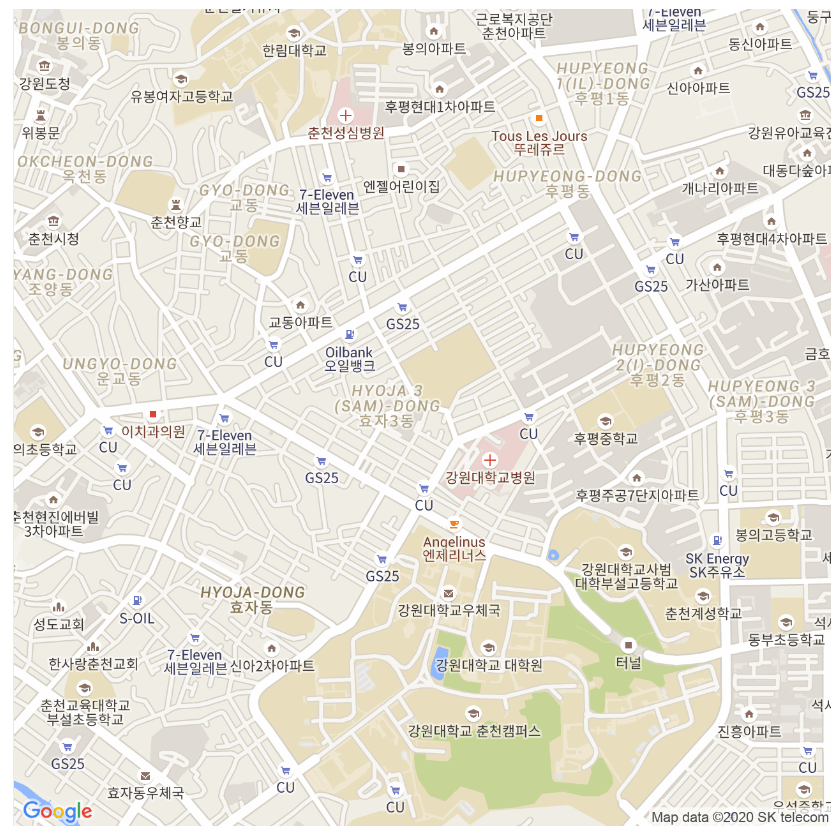 BONGUI-DONG
봉의동
한림대학교
근로복지공단
춘천아파트
7-Eleven
세븐일레븐
봉의아파트
동신아파트
강원도청
유봉여자고등학교
HUPYEONG
1(IL)-DONG
후평1동
신아아파트
GS25
위봉문
춘천성심병원
후평현대1차아파트
Tous Les Jours
뚜레쥬르
강원유아교육진
OKCHEON-DONG
옥천동
GYO-DONG
교동
7-Eleven
세븐일레븐
엔젤어린이집
HUPYEONG-DONG
후평동
개나리아파트
대동다숲아파
춘천향교
춘천시청
GYO-DONG
교동
CU
CU
CU
후평현대4차아파트
YANG-DONG
조양동
GS25
가산아파트
교동아파트
GS25
CU
Oilbank
오일뱅크
UNGYO-DONG
운교동
HYOJA 3
(SAM)-DONG
효자3동
HUPYEONG
2(I)-DONG
후평2동
금호
HUPYEONG 3
(SAM)-DONG
후평3동
이치과의원
7-Eleven
세븐일레븐
CU
CU
후평중학교
의초등학교
CU
GS25
강원대학교병원
CU
후평주공7단지아파트
춘천현진에버빌
3차아파트
CU
Angelinus
엔제리너스
봉의고등학교
SK Energy
SK주유소
GS25
강원대학교사범
대학부설고등학교
HYOJA-DONG
효자동
강원대학교우체국
춘천계성학교
성도교회
S-OIL
석사
동부초등학교
7-Eleven
세븐일레븐
한사랑춘천교회
신아2차아파트
강원대학교 대학원
터널
춘천교육대학교
부설초등학교
강원대학교 춘천캠퍼스
석사
진흥아파트
GS25
CU
CU
효자동우체국
CU
Google
Map data ©2020 SK telecom